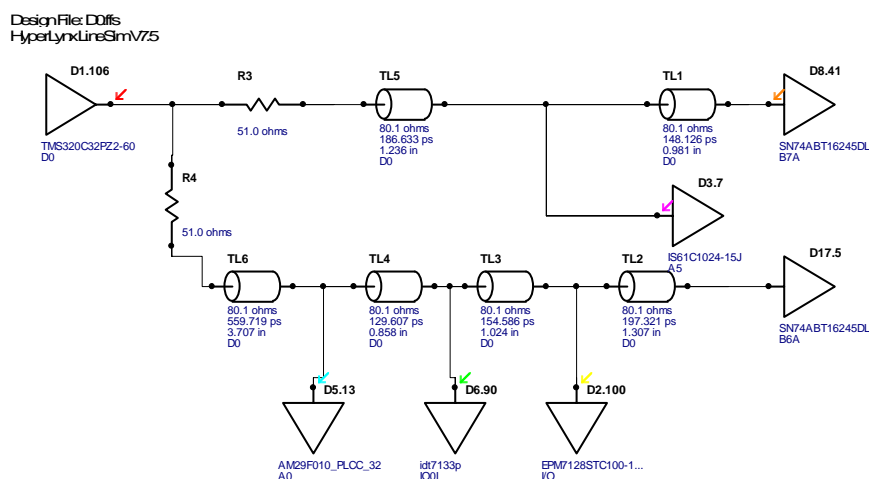 Design File: D0.ffs
HyperLynx LineSim V7.5
D1.106
TMS320C32PZ2-60
D0
R3
51.0 ohms
TL5
80.1 ohms
186.633 ps
1.236 in
D0
TL1
80.1 ohms
148.126 ps
0.981 in
D0
D8.41
SN74ABT16245DL
B7A
R4
51.0 ohms
D3.7
IS61C1024-15J
A5
TL6
80.1 ohms
559.719 ps
3.707 in
D0
TL4
80.1 ohms
129.607 ps
0.858 in
D0
TL3
80.1 ohms
154.586 ps
1.024 in
D0
TL2
80.1 ohms
197.321 ps
1.307 in
D0
D17.5
SN74ABT16245DL
B6A
D5.13
AM29F010_PLCC_32
A0
D6.90
idt7133p
IO0L
D2.100
EPM7128STC100-1...
I/O